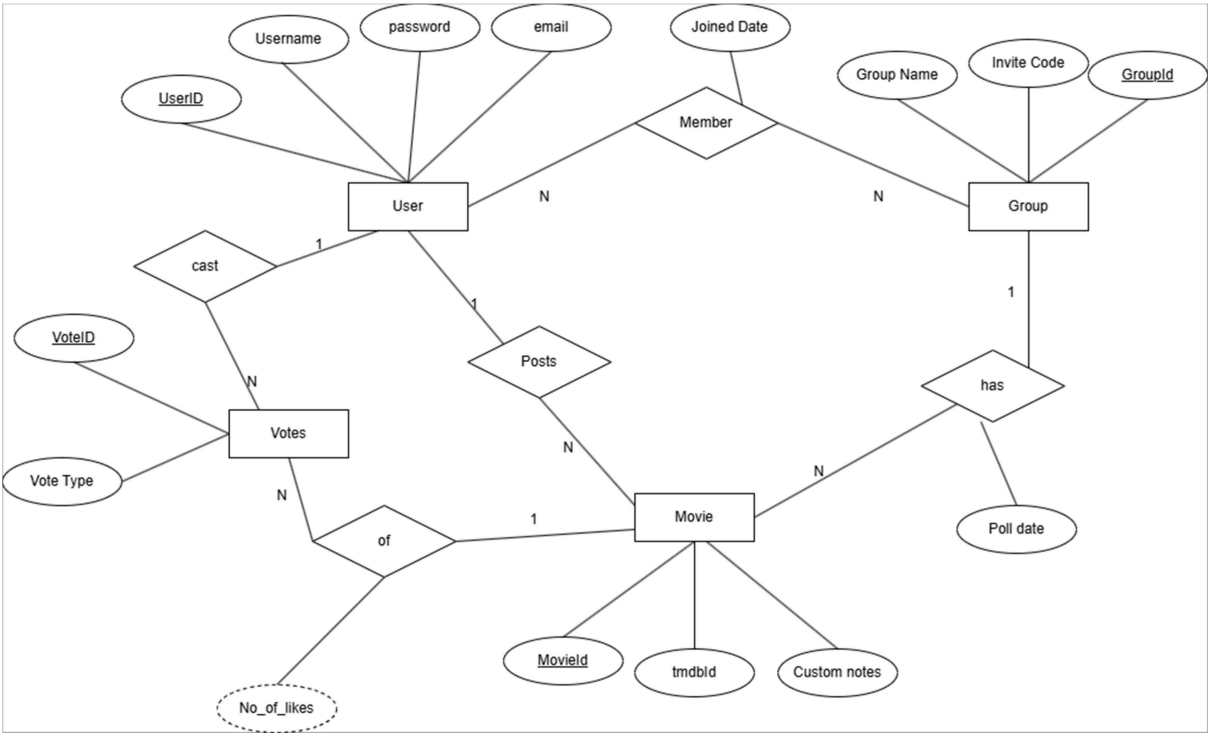 Username
password
email
Joined Date
UserID
Group Name
Invite Code
GroupId
Member
User
N
N
Group
cast
1
1
1
VoteID
Posts
has
N
Votes
N
N
Vote Type
N
1
Movie
of
Poll date
MovieId
tmdbId
Custom notes
No_of_likes